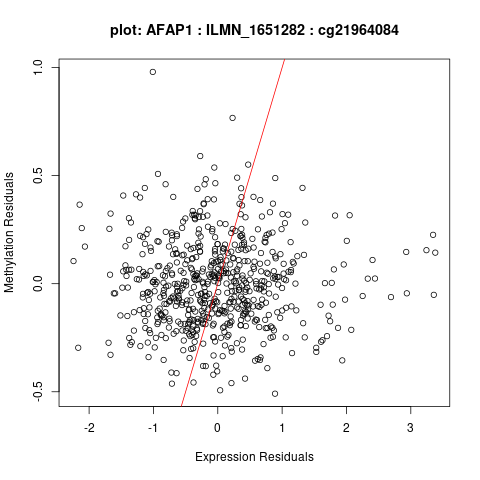 plot: AFAP1 : ILMN_1651282 : cg21964084
1.0
0.5
0.0
-0.5
Methylation Residuals
-2 -1 0 1 2 3
Expression Residuals